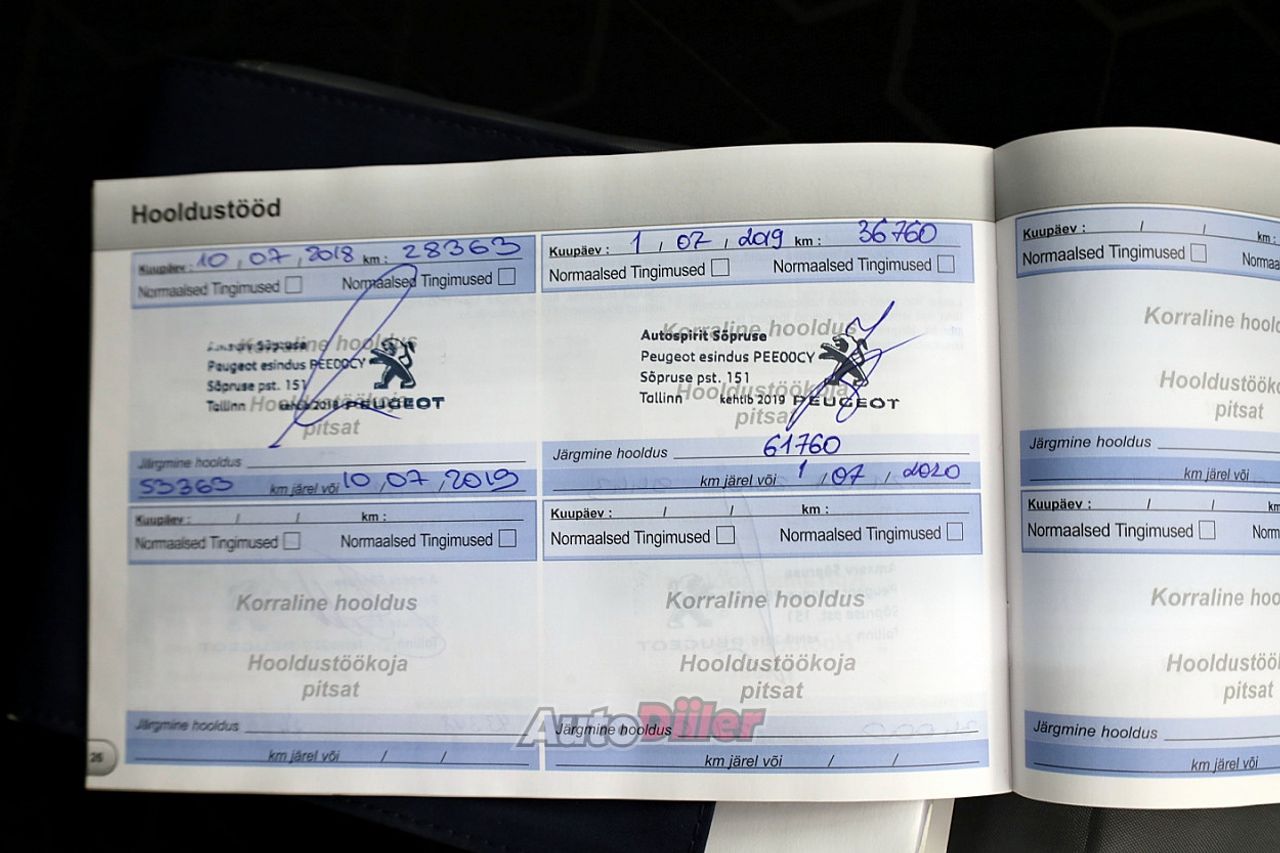 Hooldustööd
Kuupäev : 10 / 07 / 2018 km : 28363
Normaalsed Tingimused Normaalsed Tingimused
Korraline hooldus
Sõpruse
Peugeot esindus PEE00CY
Sõpruse pst. 151
Tallinn kehtib 2019 PEUGEOT
Hooldustöökoja
pitsat
Järgmine hooldus
53363 km järel või 10 / 07 / 2019
Kuupäev : 1 / 07 / 2019 km : 36760
Normaalsed Tingimused Normaalsed Tingimused
Korraline hooldus
Autospirit Sõpruse
Peugeot esindus PEE00CY
Sõpruse pst. 151
Hooldustöökoja
Tallinn kehtib 2019 PEUGEOT
pitsat
Järgmine hooldus 61760
km järel või 1 / 07 / 2020
Kuupäev : / / km :
Normaalsed Tingimused Normaalsed Tingimused
Korraline hooldus
Hooldustöökoja
pitsat
Järgmine hooldus
km järel või / /
Kuupäev : / / km :
Normaalsed Tingimused Normaalsed Tingimused
Korraline hooldus
Hooldustöökoja
pitsat
Järgmine hooldus
km järel või / /
AutoDiiler
26
Kuupäev : / / km :
Normaalsed Tingimused
Korraline
pitsat
Järgmine hooldus
km järel või
Kuupäev : / /
Normaalsed Tingimused
Korraline
pitsat
Järgmine hooldus
km järel või